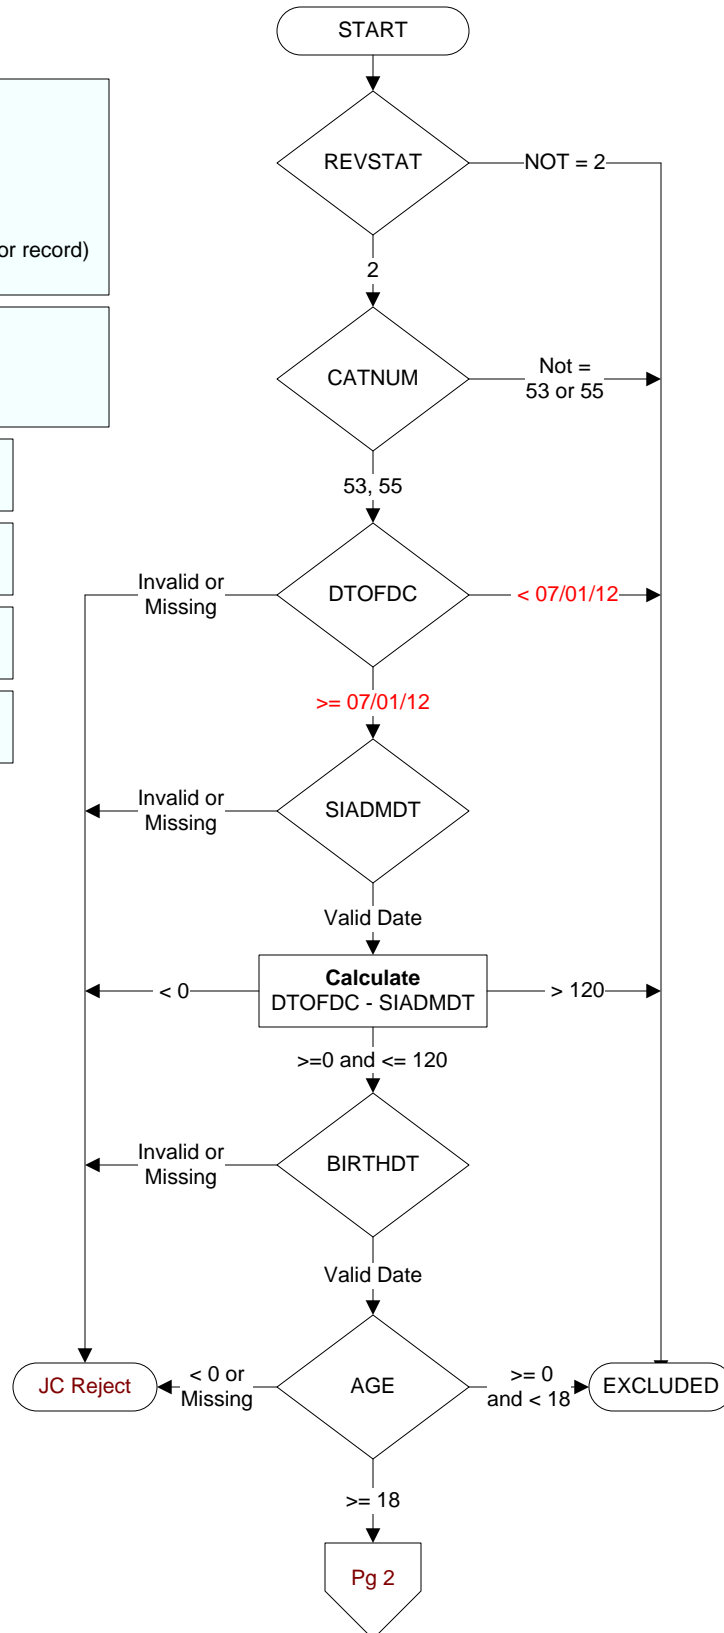 START
REVSTAT
NOT = 2
2
or record)
CATNUM
Not =
53 or 55
53, 55
DTOFDC
Invalid or
Missing
< 07/01/12
>= 07/01/12
SIADMDT
Invalid or
Missing
Valid Date
Calculate
DTOFDC - SIADMDT
< 0
> 120
>=0 and <= 120
BIRTHDT
Invalid or
Missing
Valid Date
AGE
< 0 or
Missing
>= 0
and < 18
JC Reject
EXCLUDED
>= 18
Pg 2